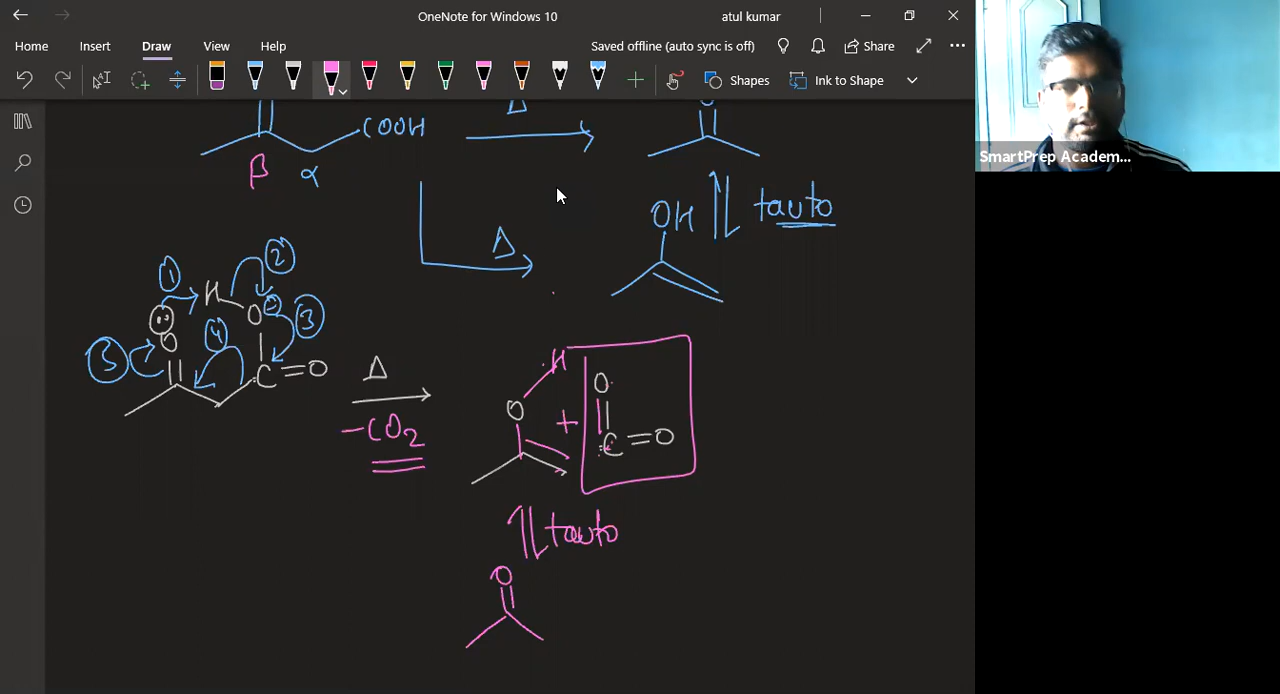 OneNote for Windows 10
atul kumar
Home Insert Draw View Help
Saved offline (auto sync is off)
Share
Shapes
Ink to Shape
SmartPrep Academ...
COOH
Δ
O
β
α
OH
tauto
Δ
1
2
H
O
3
4
O
3
C=O
Δ
-CO2
H
O
+
O
C=O
tauto
O